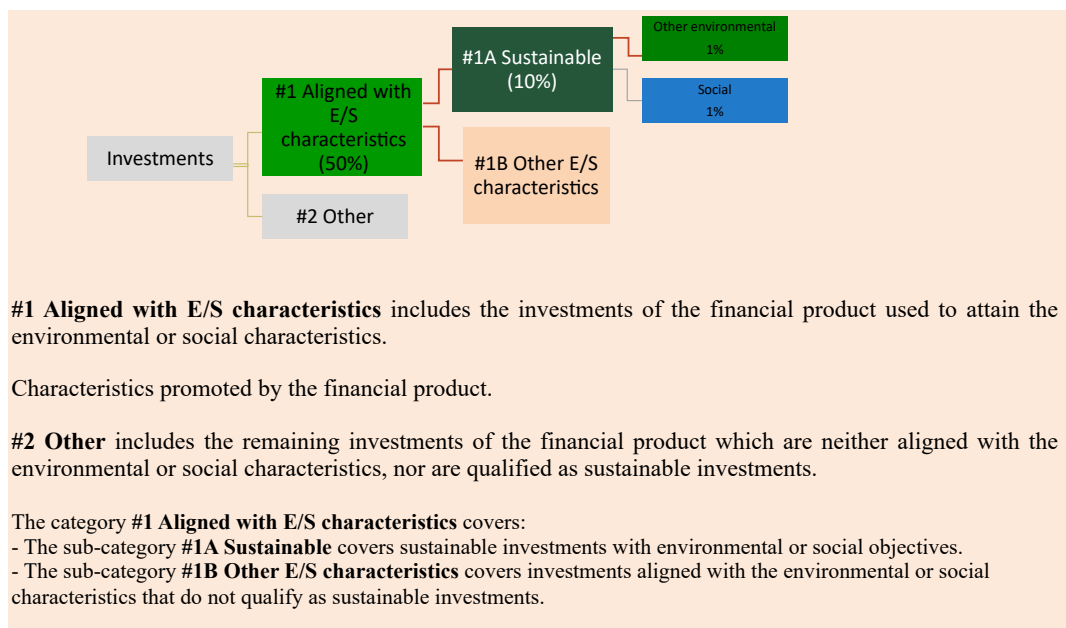 Other environmental
1%
#1A Sustainable
(10%)
Social
1%
#1 Aligned with
E/S
characteristics
(50%)
Investments
#1B Other E/S
characteristics
#2 Other
#1 Aligned with E/S characteristics includes the investments of the financial product used to attain the
environmental or social characteristics.
Characteristics promoted by the financial product.
#2 Other includes the remaining investments of the financial product which are neither aligned with the
environmental or social characteristics, nor are qualified as sustainable investments.
The category #1 Aligned with E/S characteristics covers:
- The sub-category #1A Sustainable covers sustainable investments with environmental or social objectives.
- The sub-category #1B Other E/S characteristics covers investments aligned with the environmental or social
characteristics that do not qualify as sustainable investments.